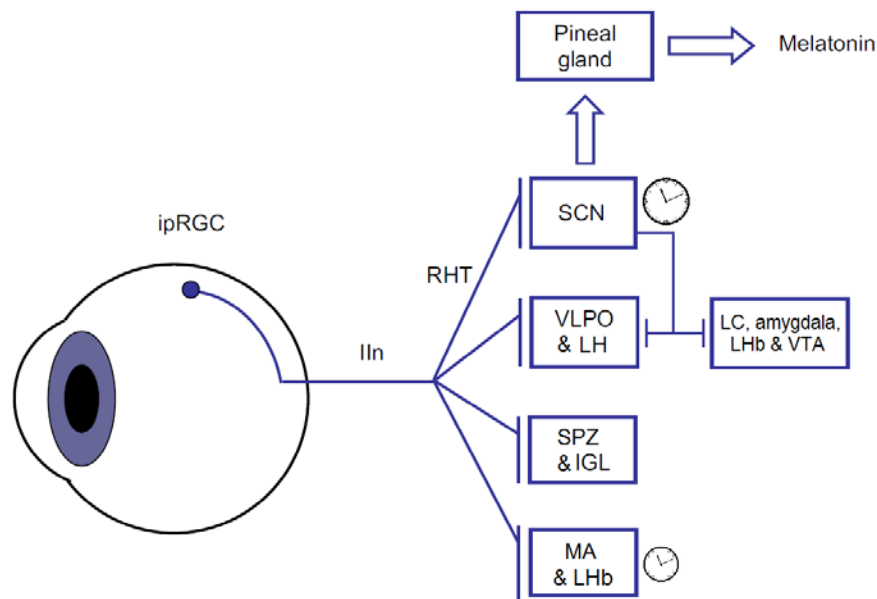 Pineal
gland
Melatonin
SCN
ipRGC
RHT
VLPO
& LH
LC, amygdala,
LHb & VTA
IIn
SPZ
& IGL
MA
& LHb